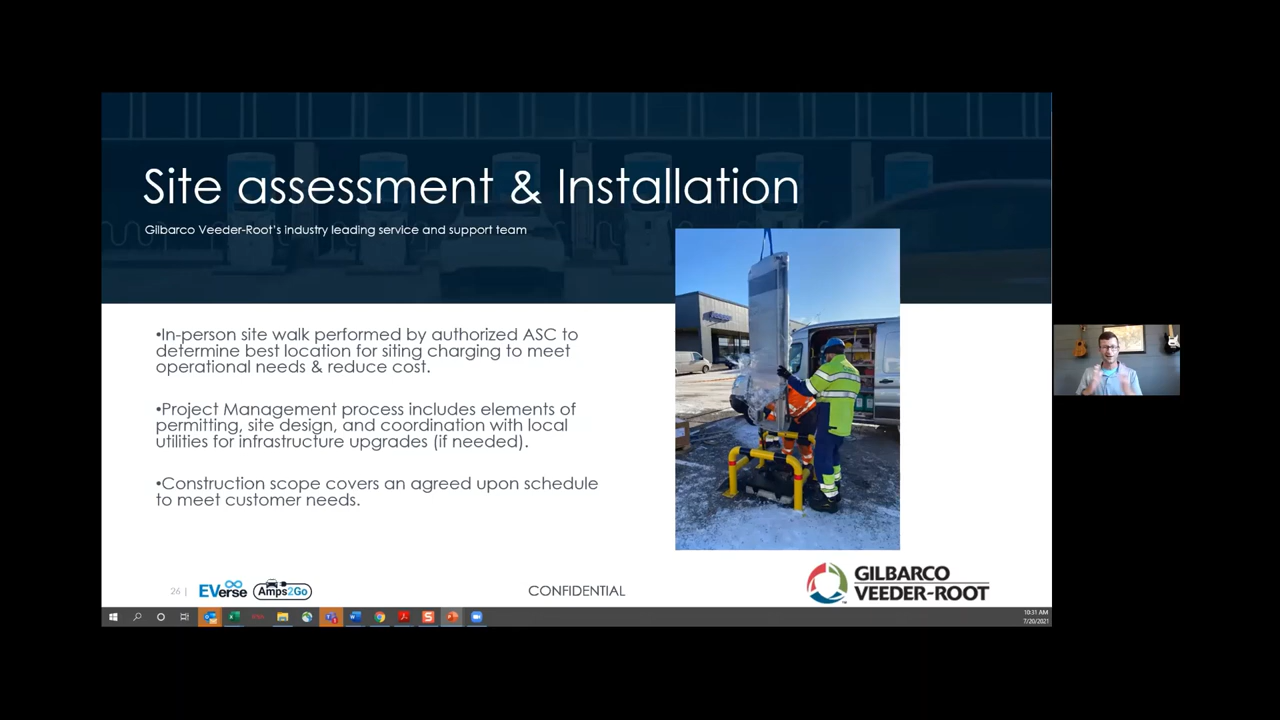 Site assessment & Installation
Gilbarco Veeder-Root's industry leading service and support team
•In-person site walk performed by authorized ASC to
determine best location for siting charging to meet
operational needs & reduce cost.
•Project Management process includes elements of
permitting, site design, and coordination with local
utilities for infrastructure upgrades (if needed).
•Construction scope covers an agreed upon schedule
to meet customer needs.
26 |
EVerse
Amps2Go
CONFIDENTIAL
GILBARCO
VEEDER-ROOT
10:31 AM
7/20/2021